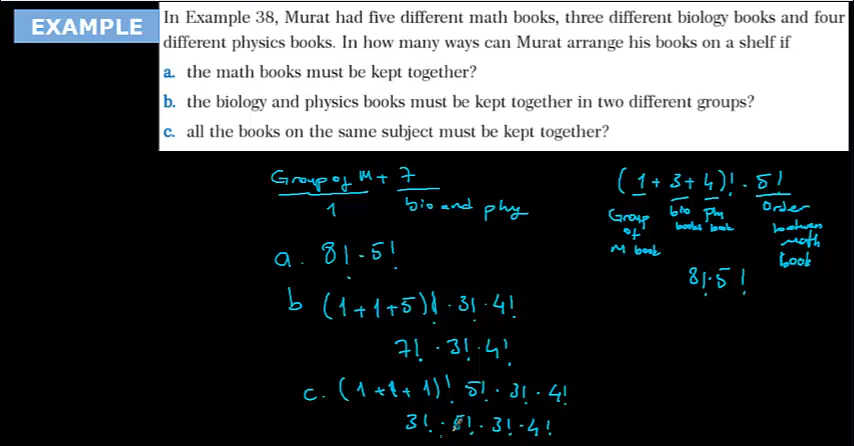 EXAMPLE
In Example 38, Murat had five different math books, three different biology books and four
different physics books. In how many ways can Murat arrange his books on a shelf if
a. the math books must be kept together?
b. the biology and physics books must be kept together in two different groups?
c. all the books on the same subject must be kept together?
Group of M + 7
1 bio and phy
a. 8! . 5!
b (1+1+5)! . 3! . 4!
7! . 3! . 4!
c. (1+1+1)! 5! . 3! . 4!
3! . 5! . 3! . 4!
(1 + 3 + 4)! . 5!
Group of M book
bio books
phy book
Order between math book
8! . 5!